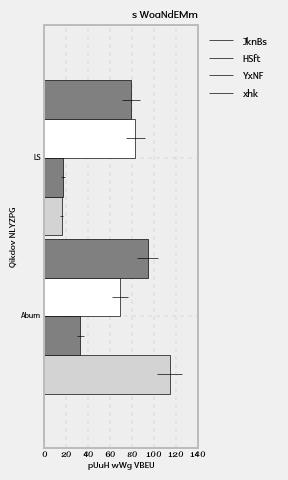 s WoaNdEMm
JknBs
HSft
YxNF
xhk
Qikdov NLYZPG
LS
Abum
0 20 40 60 80 100 120 140
pUuH wWg VBEU